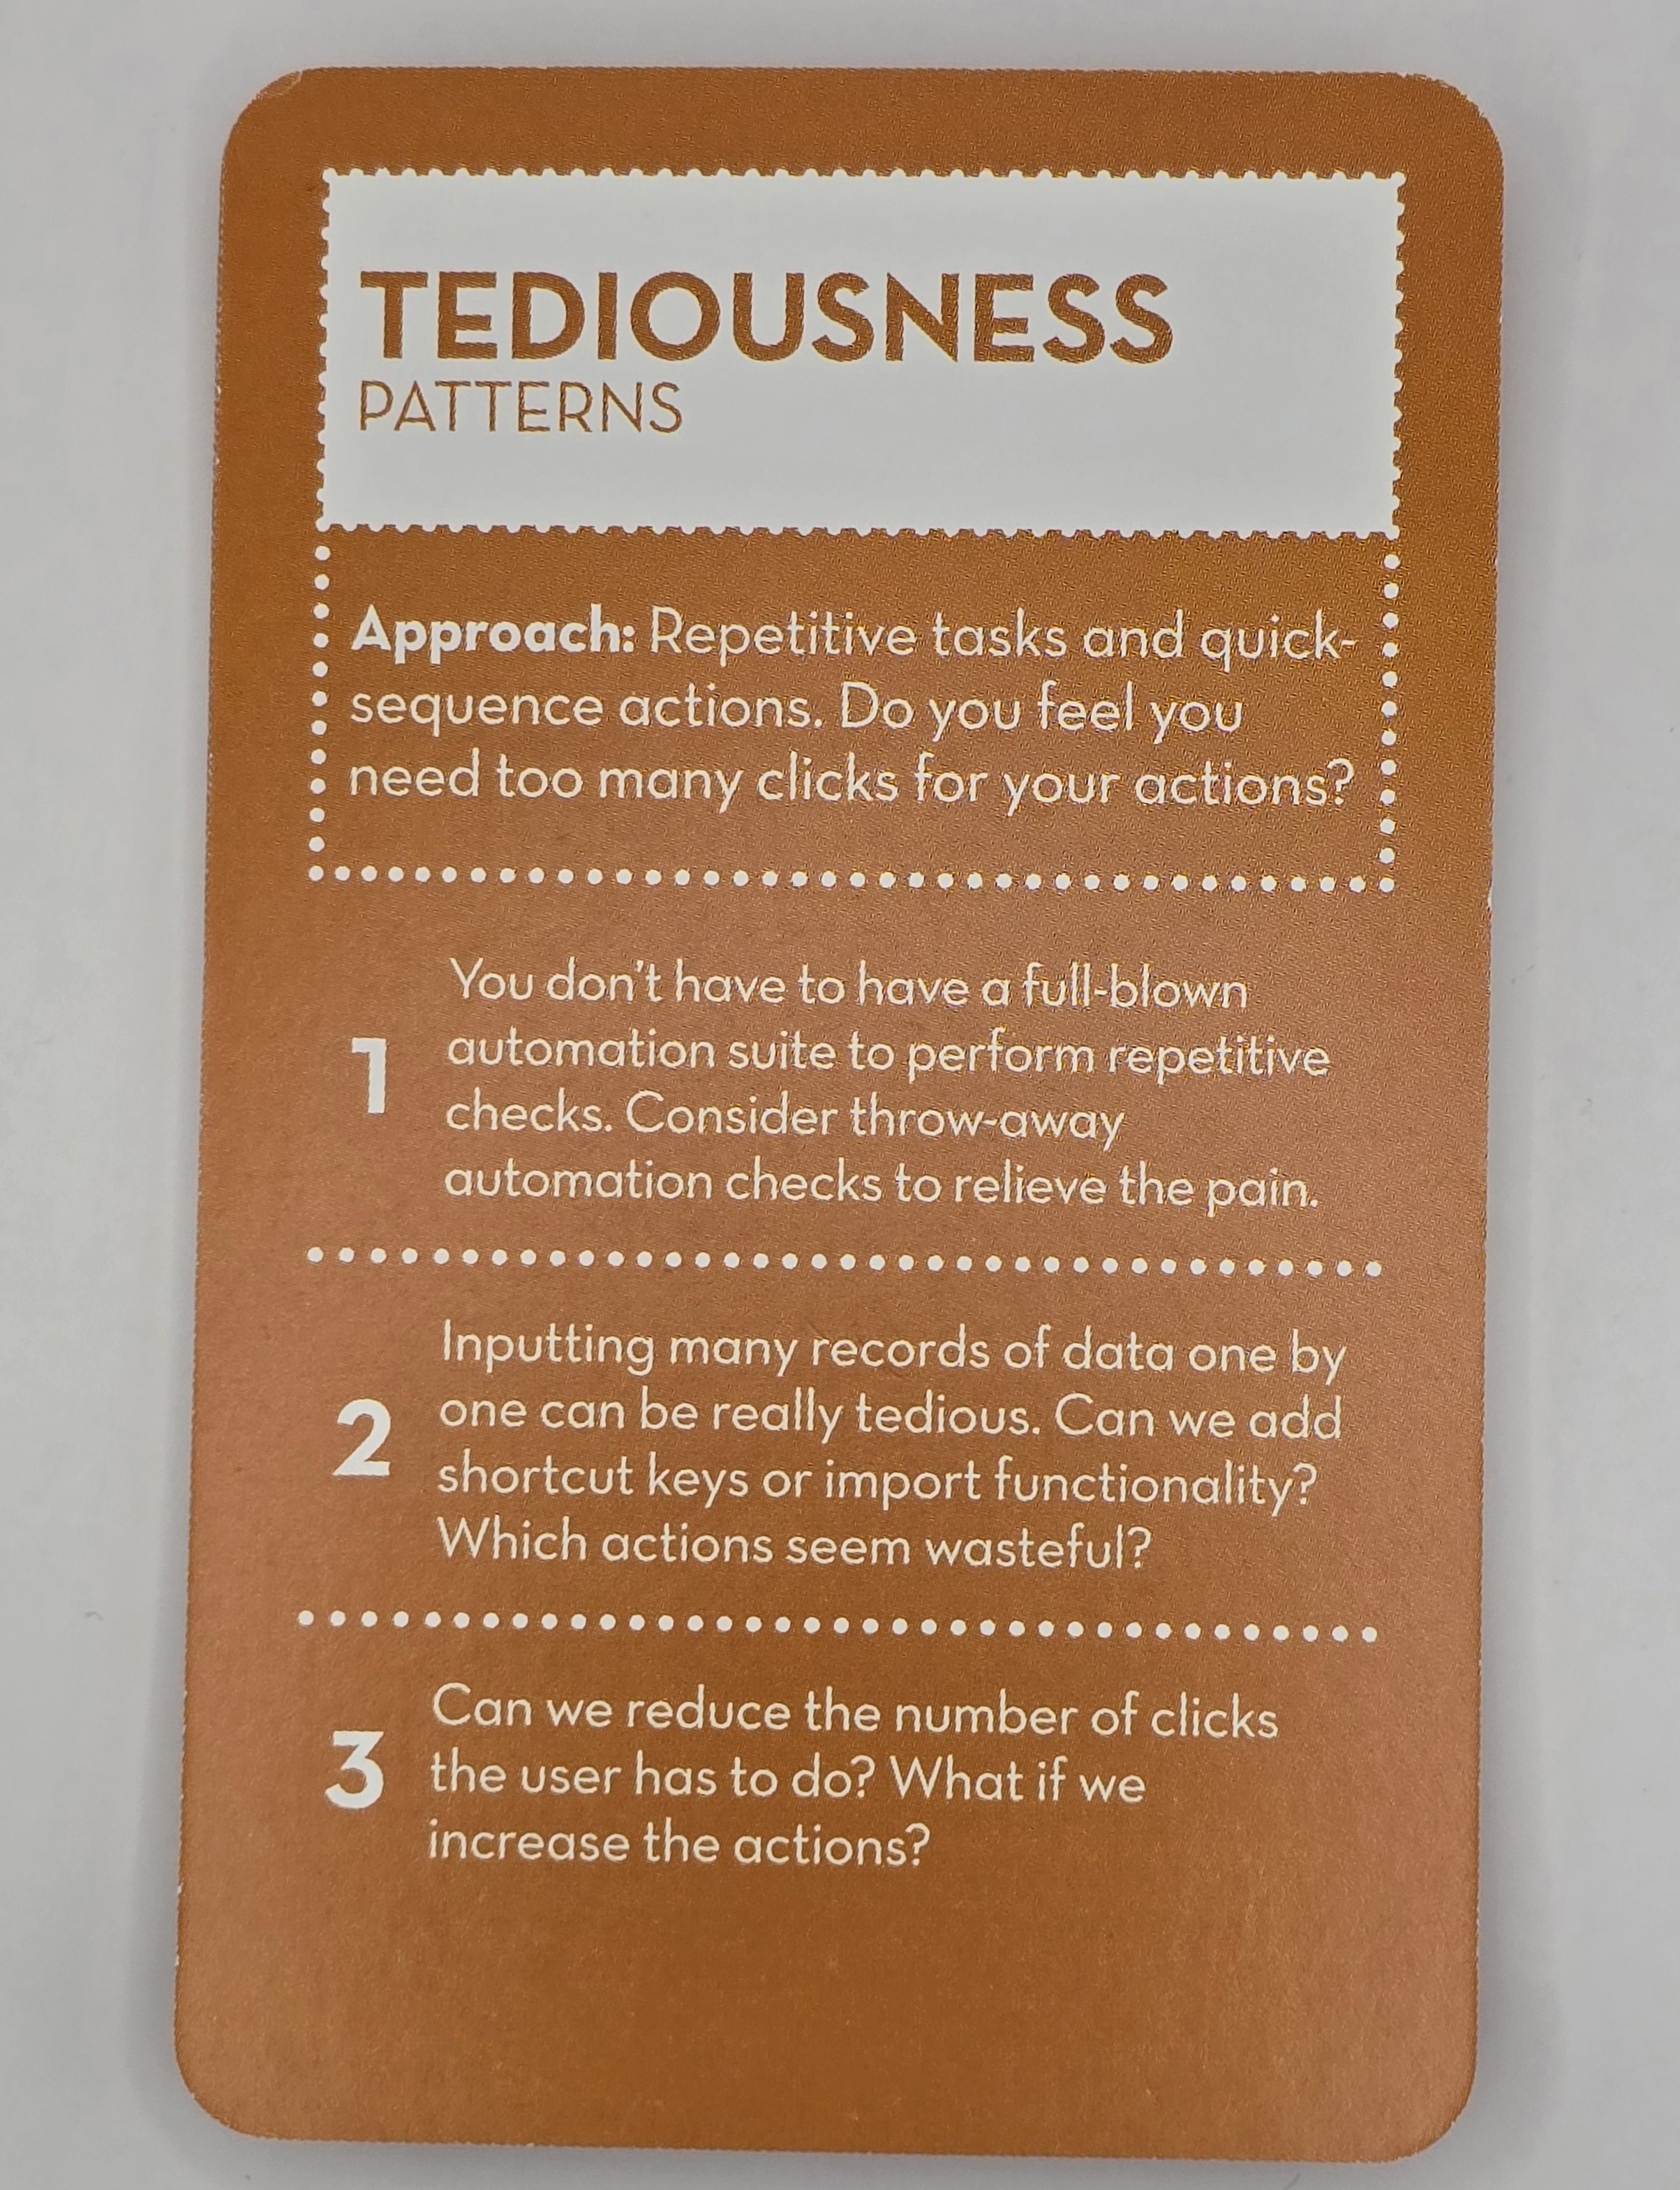 TEDIOUSNESS
PATTERNS
Approach: Repetitive tasks and quick-
sequence actions. Do you feel you
need too many clicks for your actions?
1
You don't have to have a full-blown
automation suite to perform repetitive
checks. Consider throw-away
automation checks to relieve the pain.
2
Inputting many records of data one by
one can be really tedious. Can we add
shortcut keys or import functionality?
Which actions seem wasteful?
3
Can we reduce the number of clicks
the user has to do? What if we
increase the actions?